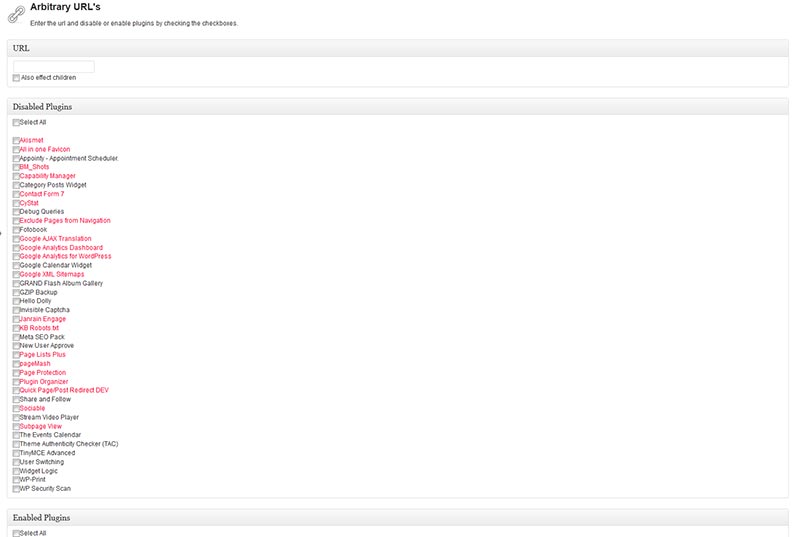 Arbitrary URL's
Enter the url and disable or enable plugins by checking the checkboxes.
URL
Also effect children
Disabled Plugins
Select All
Akismet
All in one Favicon
Appointy - Appointment Scheduler
BM_Shots
Capability Manager
Category Posts Widget
Contact Form 7
CyStat
Debug Queries
Exclude Pages from Navigation
Fotobook
Google AJAX Translation
Google Analytics Dashboard
Google Analytics for WordPress
Google Calendar Widget
Google XML Sitemaps
GRAND Flash Album Gallery
GZIP Backup
Hello Dolly
Invisible Captcha
Janrain Engage
KB Robots.txt
Meta SEO Pack
New User Approve
Page Lists Plus
pageMash
Page Protection
Plugin Organizer
Quick Page/Post Redirect DEV
Share and Follow
Sociable
Stream Video Player
Subpage View
The Events Calendar
Theme Authenticity Checker (TAC)
TinyMCE Advanced
User Switching
Widget Logic
WP-Print
WP Security Scan
Enabled Plugins
Select All